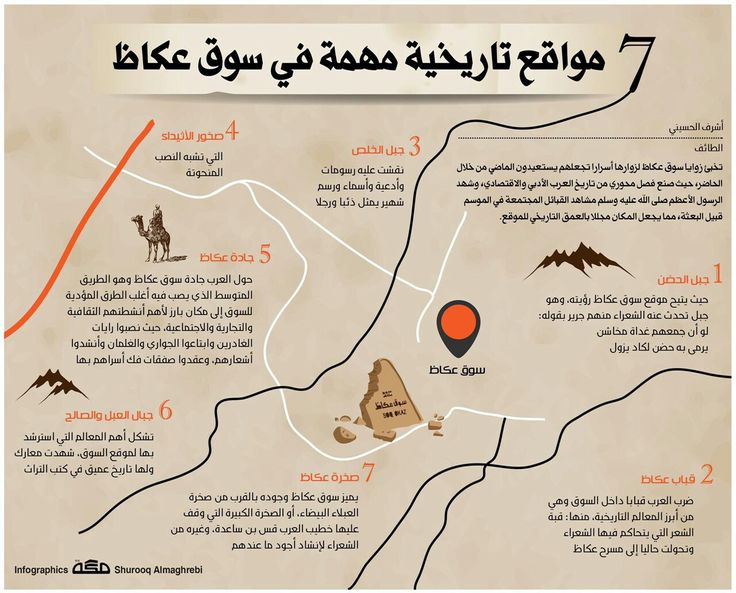 7 مواقع تاريخية مهمة في سوق عكاظ
أشرف الحسيني
الطائف
تخبئ زوايا سوق عكاظ لزوارها أسرارا تجعلهم يستعيدون الماضي من خلال
الحاضر، حيث صنع فصل محوري من تاريخ العرب الأدبي والاقتصادي، وشهد
الرسول الأعظم صلى الله عليه وسلم مشاهد القبائل المجتمعة في الموسم
قبيل البعثة، مما يجعل المكان مجللا بالعمق التاريخي للموقع.
1 جبل الحضن
حيث يتيح موقع سوق عكاظ رؤيته، وهو
جبل تحدث عنه الشعراء منهم جرير بقوله:
لو أن جمعهم غداة مخاشن
يرمى به حضن لكاد يزول
2 قباب عكاظ
ضرب العرب قبابا داخل السوق وهي
من أبرز المعالم التاريخية، منها: قبة
الشعر التي يتحاكم فيها الشعراء
وتحولت حاليا إلى مسرح عكاظ
3 جبل الخلص
نقشت عليه رسومات
وأدعية وأسماء ورسم
شهير يمثل ذئبا ورجلا
4 صخور الأثيداء
التي تشبه النصب
المنحوتة
5 جادة عكاظ
حول العرب جادة سوق عكاظ وهو الطريق
المتوسط الذي يصب فيه أغلب الطرق المؤدية
للسوق إلى مكان بارز لأهم أنشطتهم الثقافية
والتجارية والاجتماعية، حيث نصبوا رايات
الغادرين وابتاعوا الجواري والغلمان وأنشدوا
أشعارهم، وعقدوا صفقات فك أسراهم بها
6 جبال العبل والصالح
تشكل أهم المعالم التي استرشد
بها لموقع السوق، شهدت معارك
ولها تاريخ عميق في كتب التراث
7 صخرة عكاظ
يميز سوق عكاظ وجوده بالقرب من صخرة
العبلاء البيضاء، أو الصخرة الكبيرة التي وقف
عليها خطيب العرب قس بن ساعدة، وغيره من
الشعراء لإنشاد أجود ما عندهم
سوق عكاظ
سوق عكاظ
SOUQ OKAZ
Infographics مكة Shurooq Almaghrebi